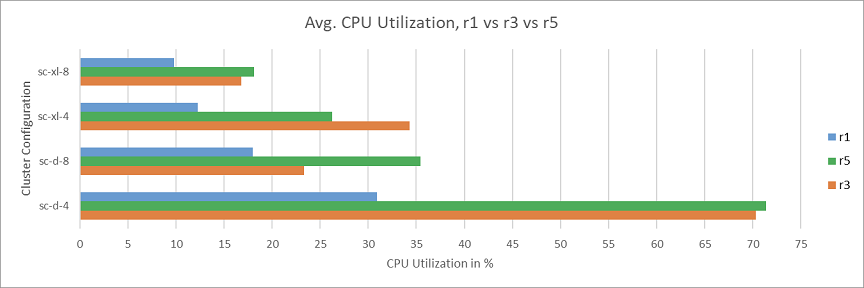 Avg. CPU Utilization, r1 vs r3 vs r5
Cluster Configuration
sc-xl-8
sc-xl-4
sc-d-8
sc-d-4
0 5 10 15 20 25 30 35 40 45 50 55 60 65 70 75
CPU Utilization in %
r1
r5
r3